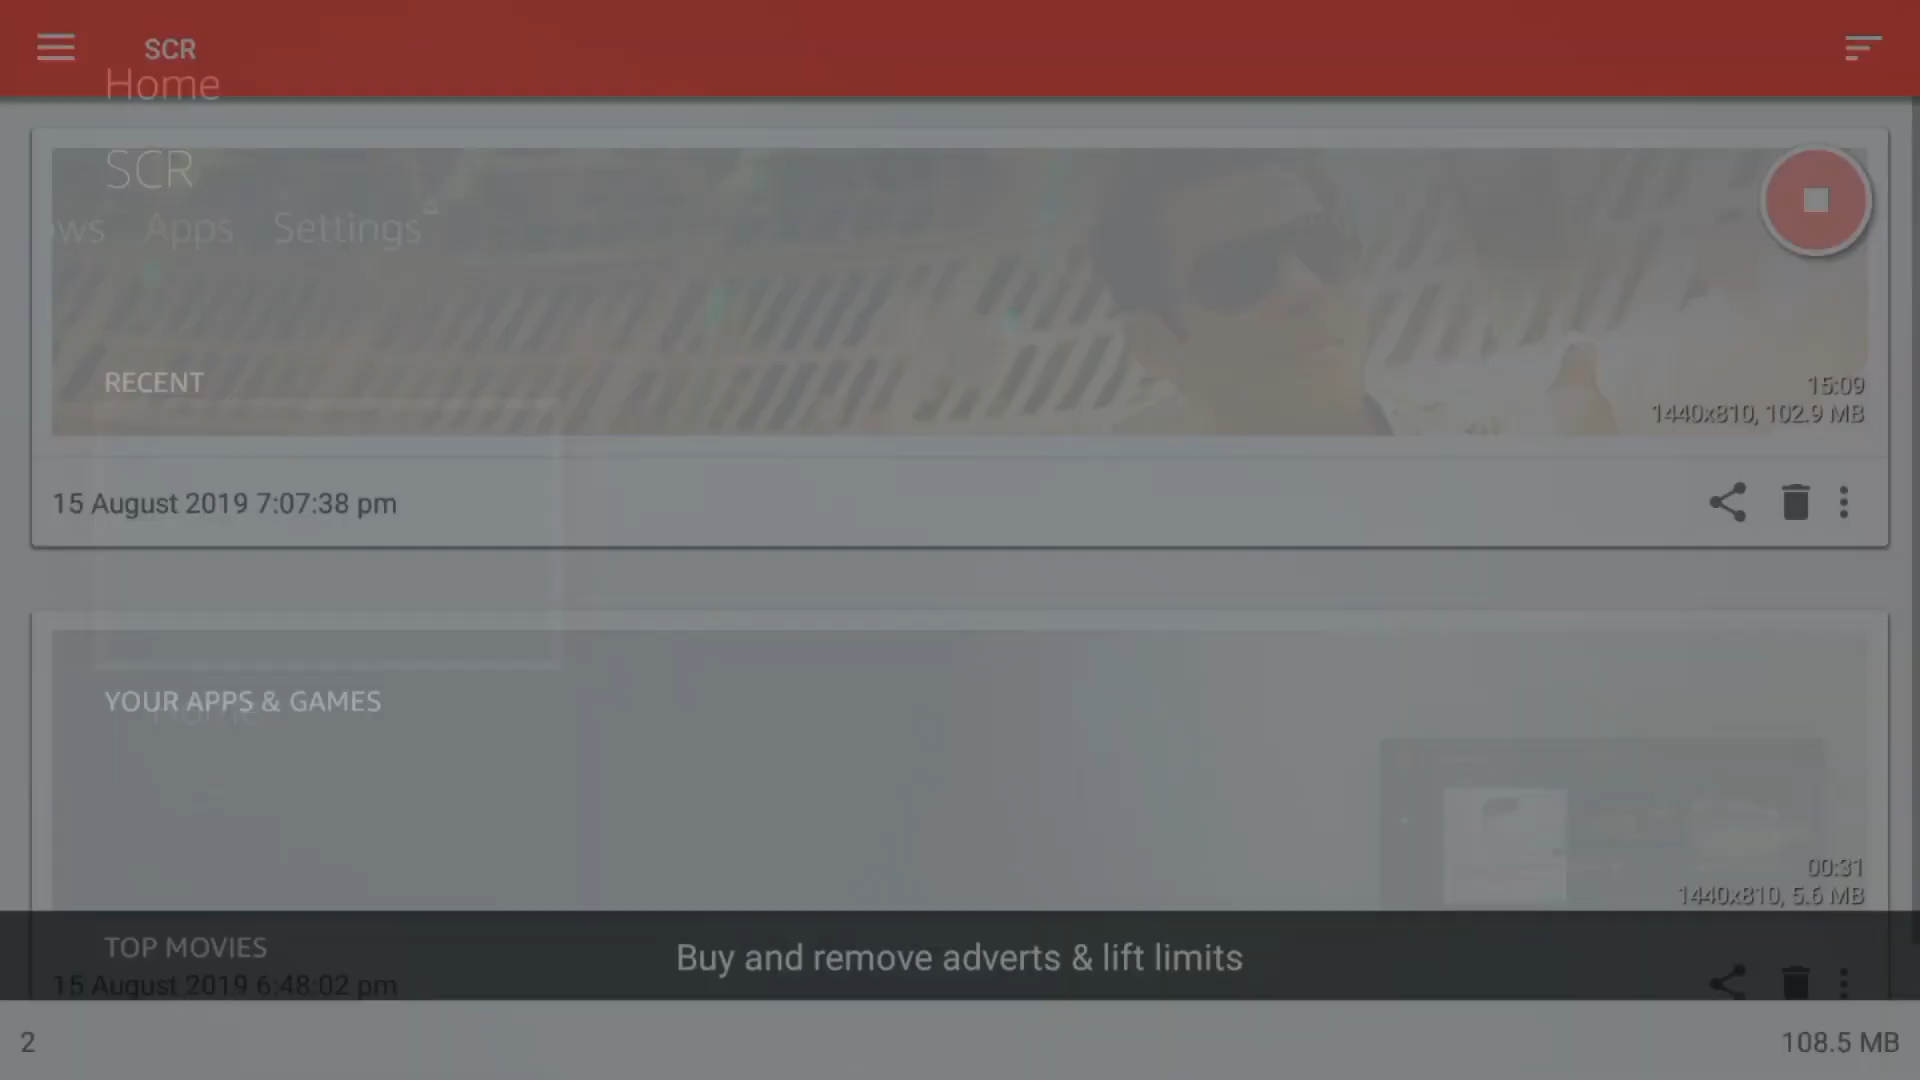 SCR
Home
SCR
ws Apps Settings
RECENT
15:09
1440x810, 102.9 MB
15 August 2019 7:07:38 pm
YOUR APPS & GAMES
Home
00:31
1440x810, 5.6 MB
TOP MOVIES
Buy and remove adverts & lift limits
15 August 2019 6:48:02 pm
2
108.5 MB